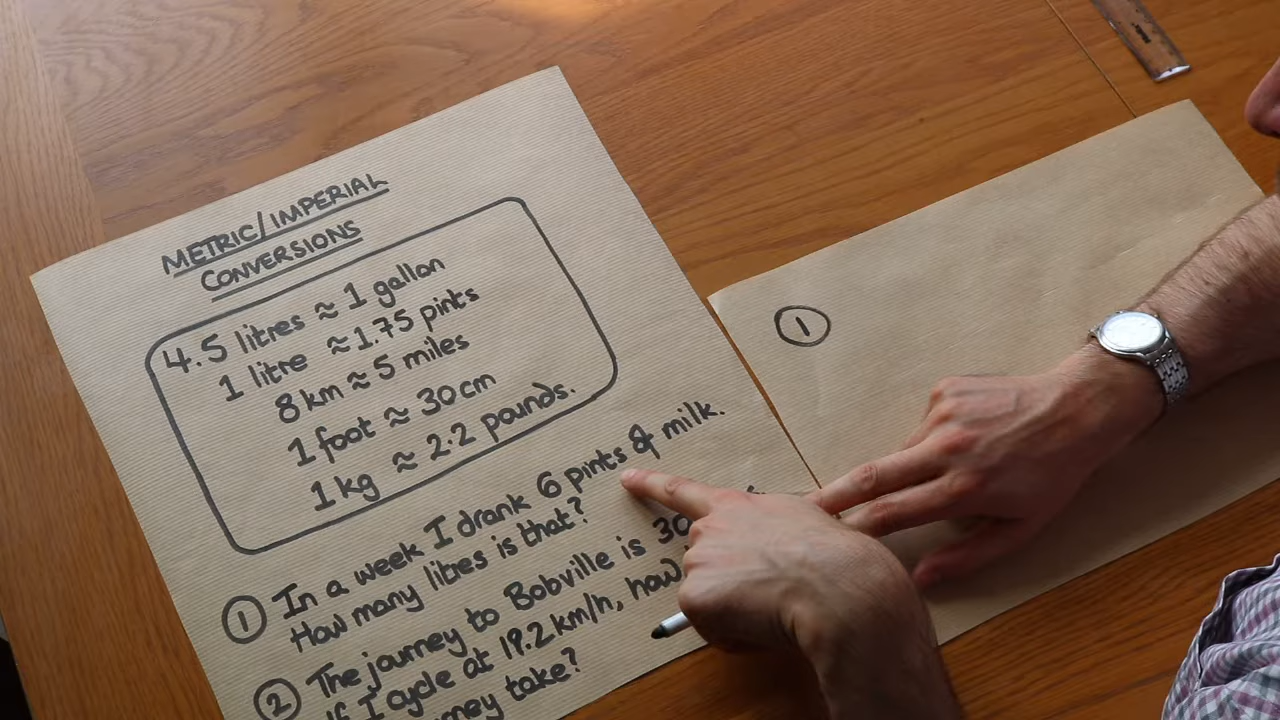 METRIC/IMPERIAL
CONVERSIONS
4.5 litres ≈ 1 gallon
1 litre ≈ 1.75 pints
8 km ≈ 5 miles
1 foot ≈ 30 cm
1 kg ≈ 2.2 pounds.
1 In a week I drank 6 pints of milk.
How many litres is that?
2 The journey to Bobville is 30
If I cycle at 19.2 km/h, how
take?
1